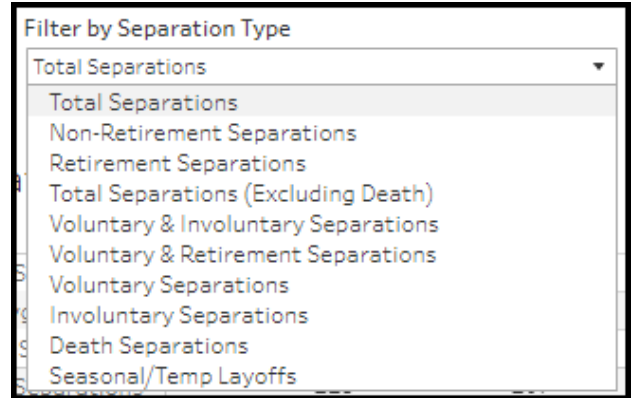 Filter by Separation Type
Total Separations
Total Separations
Non-Retirement Separations
Retirement Separations
Total Separations (Excluding Death)
Voluntary & Involuntary Separations
Voluntary & Retirement Separations
Voluntary Separations
Involuntary Separations
Death Separations
Seasonal/Temp Layoffs